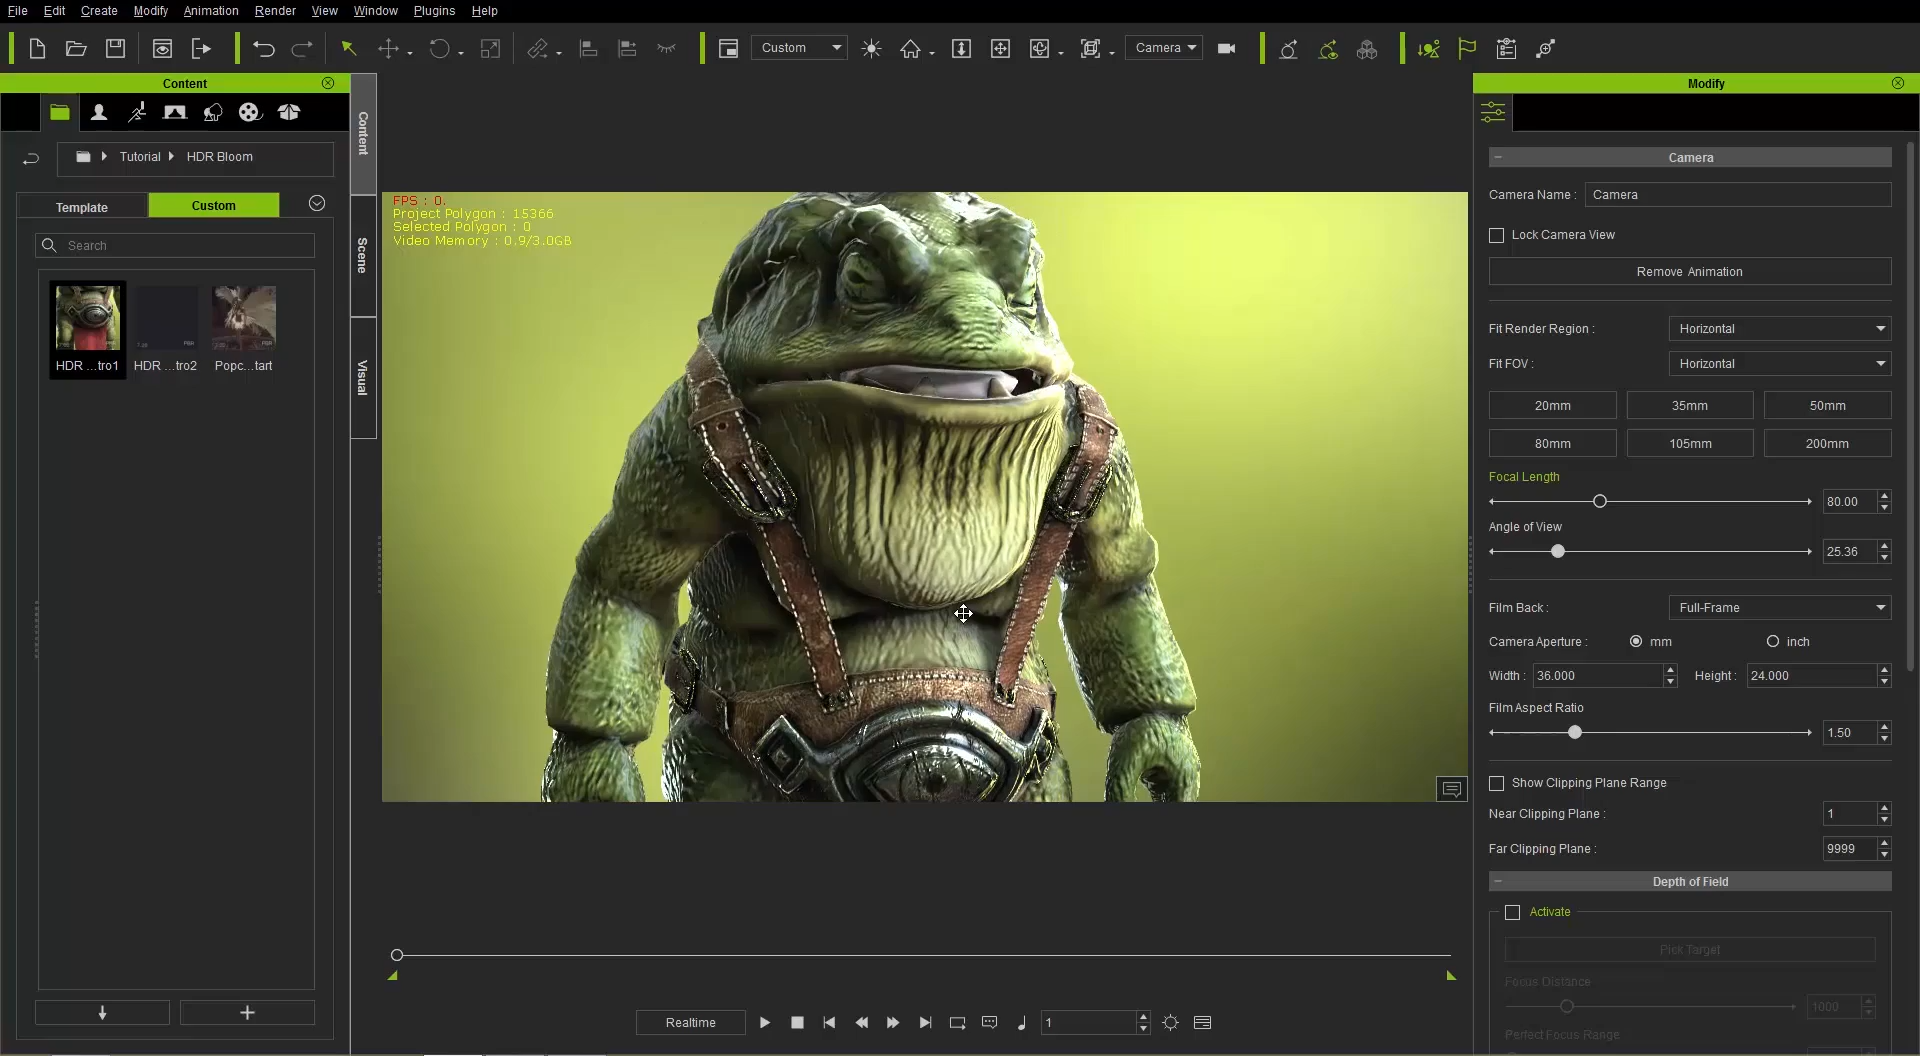 File Edit Create Modify Animation Render View Window Plugins Help
Custom
Camera
Content
Modify
Content
Scene
Visual
Tutorial HDR Bloom
Template Custom
Search
HDR ...tro1 HDR ...tro2 Popc...tart
FPS : 0.
Project Polygon : 15366
Selected Polygon : 0
Video Memory : 0.9/3.0GB
Realtime
1
Camera
Camera Name : Camera
Lock Camera View
Remove Animation
Fit Render Region : Horizontal
Fit FOV : Horizontal
20mm 35mm 50mm
80mm 105mm 200mm
Focal Length
80.00
Angle of View
25.36
Film Back : Full-Frame
Camera Aperture : mm inch
Width : 36.000 Height : 24.000
Film Aspect Ratio
1.50
Show Clipping Plane Range
Near Clipping Plane : 1
Far Clipping Plane : 9999
Depth of Field
Activate
Pick Target
Focus Distance
1000
Perfect Focus Range